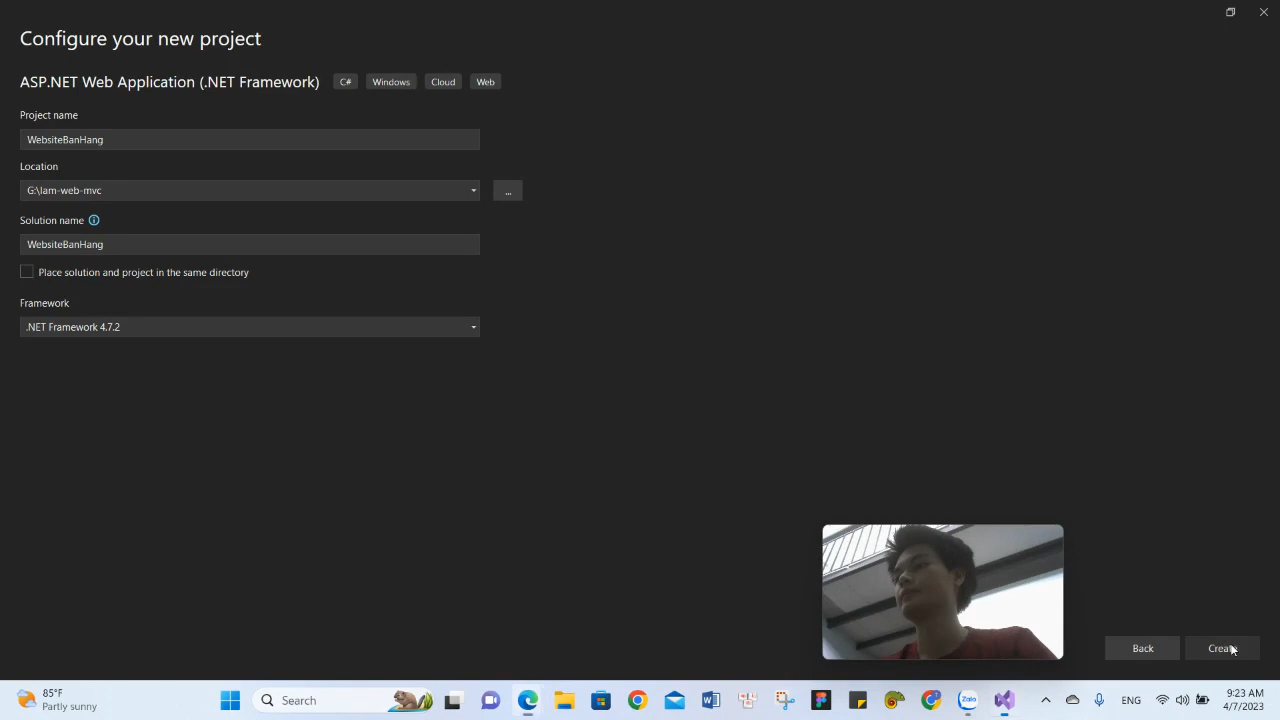 Configure your new project
ASP.NET Web Application (.NET Framework) C# Windows Cloud Web
Project name
WebsiteBanHang
Location
G:\lam-web-mvc
...
Solution name
WebsiteBanHang
Place solution and project in the same directory
Framework
.NET Framework 4.7.2
Back
Create
85°F
Partly sunny
Search
Zalo
ENG
9:23 AM
4/7/2023